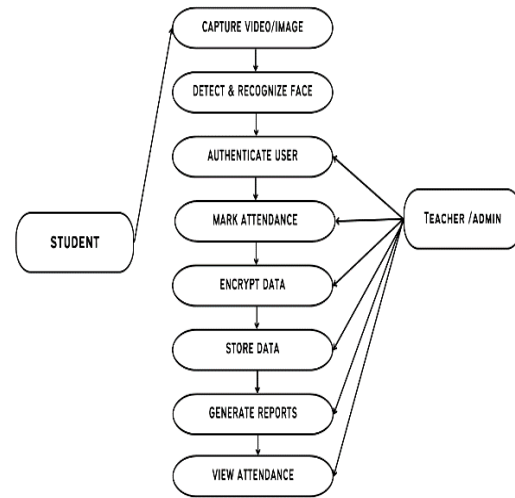 CAPTURE VIDEO/IMAGE
DETECT & RECOGNIZE FACE
AUTHENTICATE USER
MARK ATTENDANCE
TEACHER /ADMIN
STUDENT
ENCRYPT DATA
STORE DATA
GENERATE REPORTS
VIEW ATTENDANCE